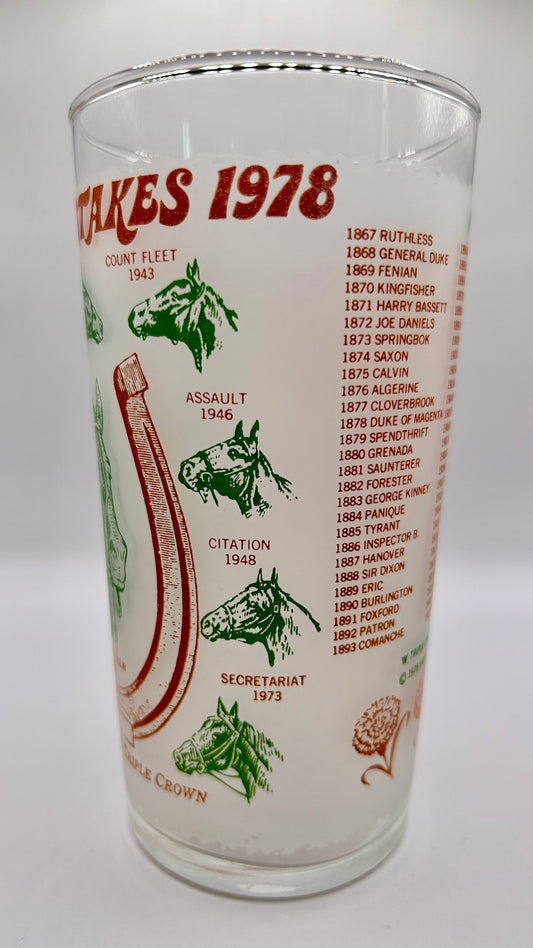 TAKES 1978
COUNT FLEET
1943
ASSAULT
1946
CITATION
1948
SECRETARIAT
1973
TRIPLE CROWN
1867 RUTHLESS
1868 GENERAL DUKE
1869 FENIAN
1870 KINGFISHER
1871 HARRY BASSETT
1872 JOE DANIELS
1873 SPRINGBOK
1874 SAXON
1875 CALVIN
1876 ALGERINE
1877 CLOVERBROOK
1878 DUKE OF MAGENTA
1879 SPENDTHRIFT
1880 GRENADA
1881 SAUNTERER
1882 FORESTER
1883 GEORGE KINNEY
1884 PANIQUE
1885 TYRANT
1886 INSPECTOR B.
1887 HANOVER
1888 SIR DIXON
1889 ERIC
1890 BURLINGTON
1891 FOXFORD
1892 PATRON
1893 COMANCHE
W. TRIPLE